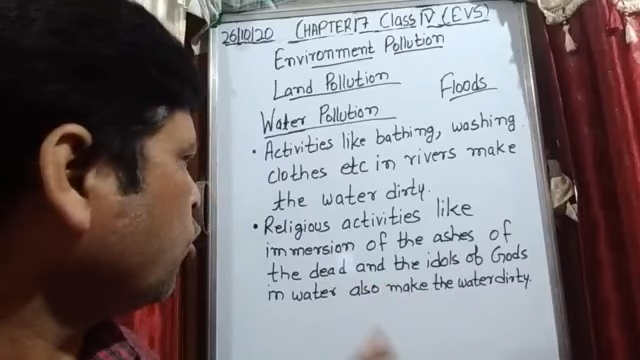 26/10/20 CHAPTER 17 Class IV (EVS)
Environment Pollution
Land Pollution
Floods
Water Pollution
• Activities like bathing, washing
clothes etc in rivers make
the water dirty.
• Religious activities like
immersion of the ashes of
the dead and the idols of Gods
in water also make the water dirty.